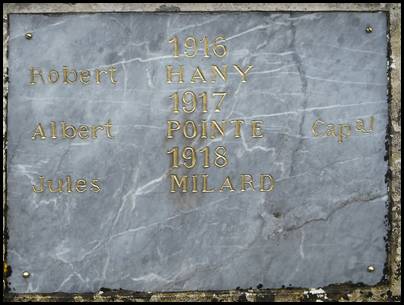 1916
Robert HANY
1917
Albert POINTE Capal
1918
Jules MILARD